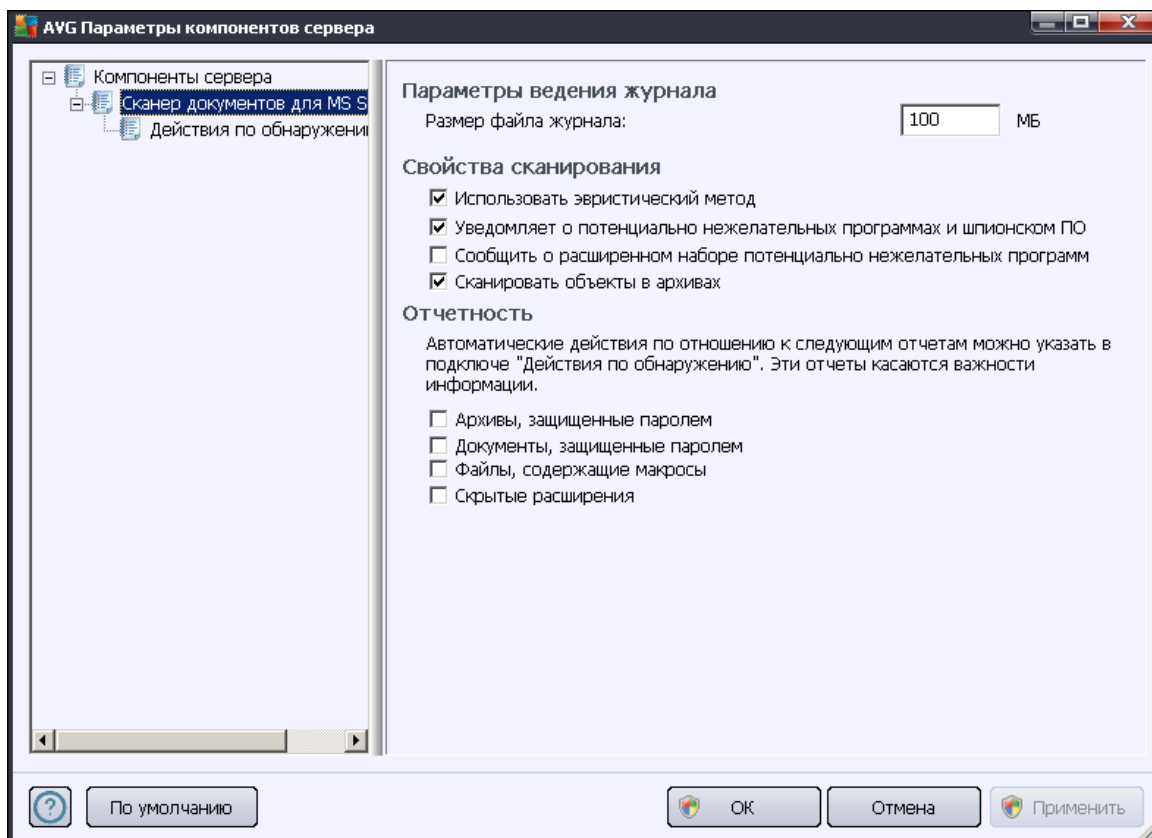 AVG Параметры компонентов сервера
Компоненты сервера
Сканер документов для MS S
Действия по обнаружени
Параметры ведения журнала
Размер файла журнала: 100 МБ
Свойства сканирования
Использовать эвристический метод
Уведомляет о потенциально нежелательных программах и шпионском ПО
Сообщить о расширенном наборе потенциально нежелательных программ
Сканировать объекты в архивах
Отчетность
Автоматические действия по отношению к следующим отчетам можно указать в
подключе "Действия по обнаружению". Эти отчеты касаются важности
информации.
Архивы, защищенные паролем
Документы, защищенные паролем
Файлы, содержащие макросы
Скрытые расширения
? По умолчанию ОК Отмена Применить